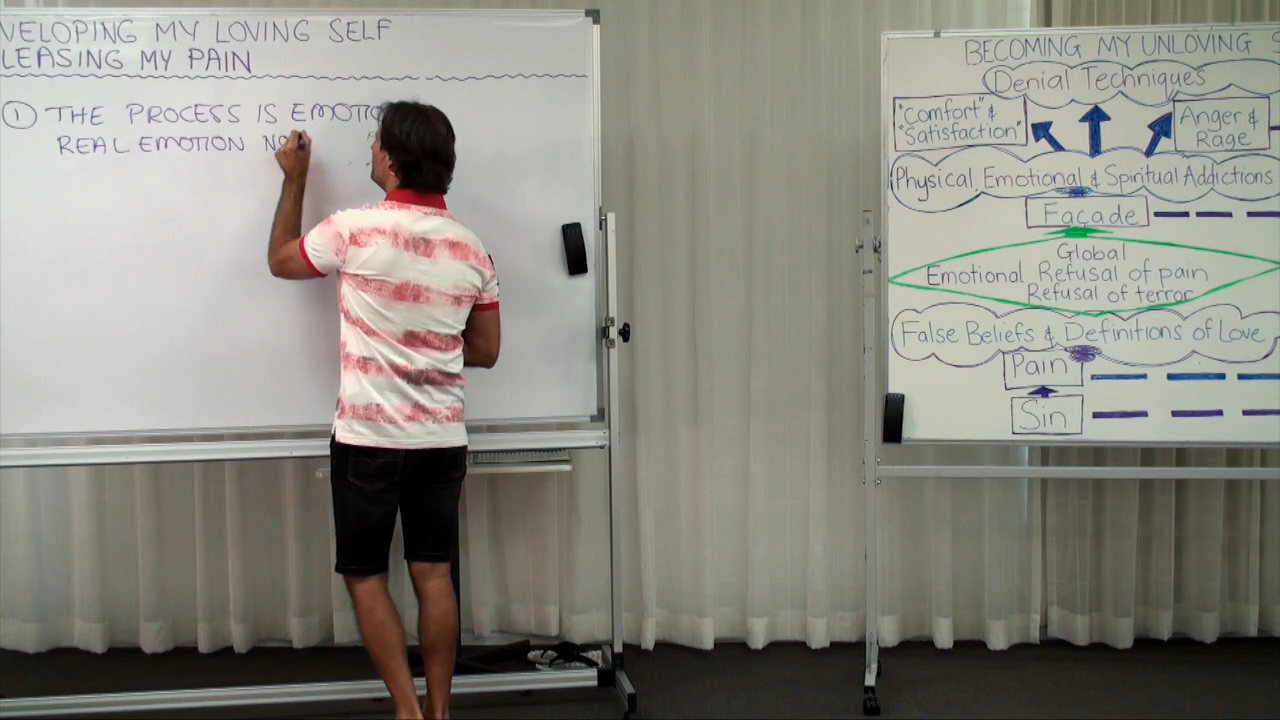 VELOPING MY LOVING SELF
LEASING MY PAIN
① THE PROCESS IS EMOTIO
REAL EMOTION NO
BECOMING MY UNLOVING S
Denial Techniques
"Comfort" &
"Satisfaction"
Anger &
Rage
Physical, Emotional & Spiritual Addictions
Façade
Global
Emotional Refusal of pain
Refusal of terror
False Beliefs & Definitions of Love
Pain
Sin